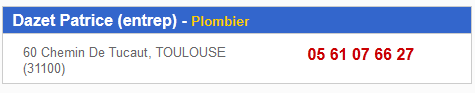 Dazet Patrice (entrep) - Plombier
60 Chemin De Tucaut, TOULOUSE 05 61 07 66 27
(31100)